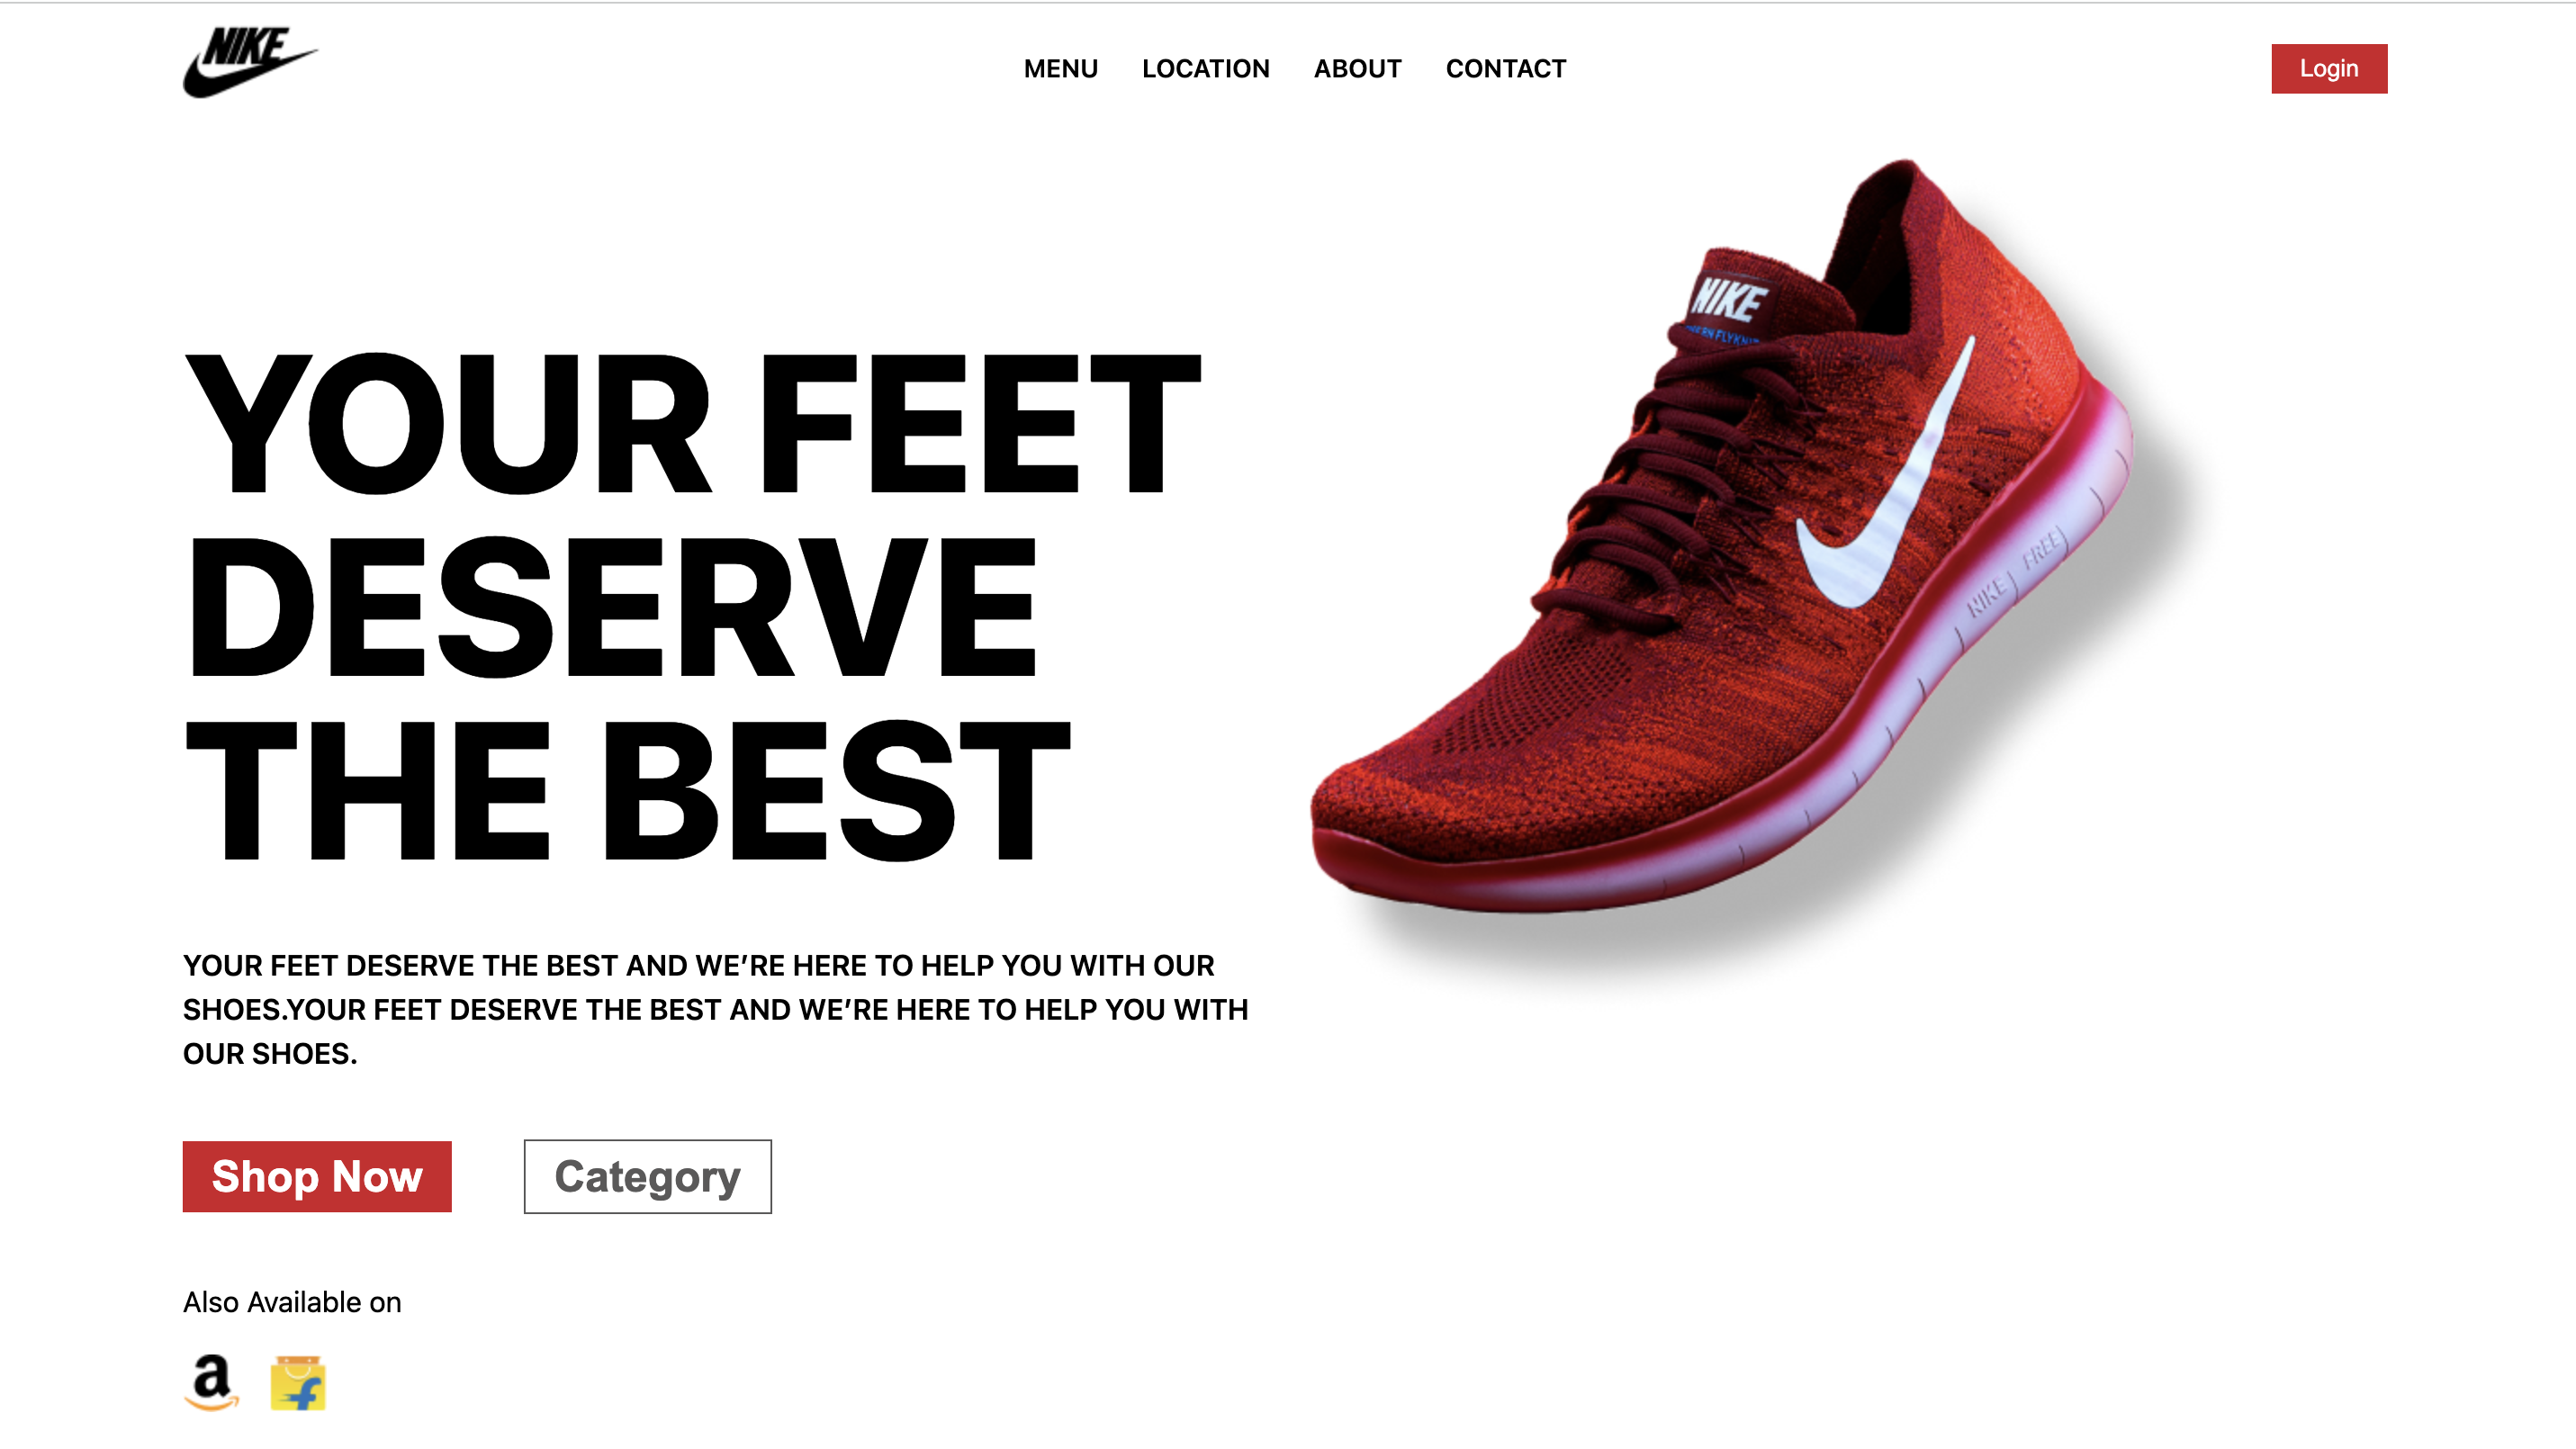 NIKE
MENU LOCATION ABOUT CONTACT
Login
NIKE
FLYKNIT
YOUR FEET
DESERVE
THE BEST
NIKE FREE
YOUR FEET DESERVE THE BEST AND WE’RE HERE TO HELP YOU WITH OUR
SHOES.YOUR FEET DESERVE THE BEST AND WE’RE HERE TO HELP YOU WITH
OUR SHOES.
Shop Now
Category
Also Available on
a
f